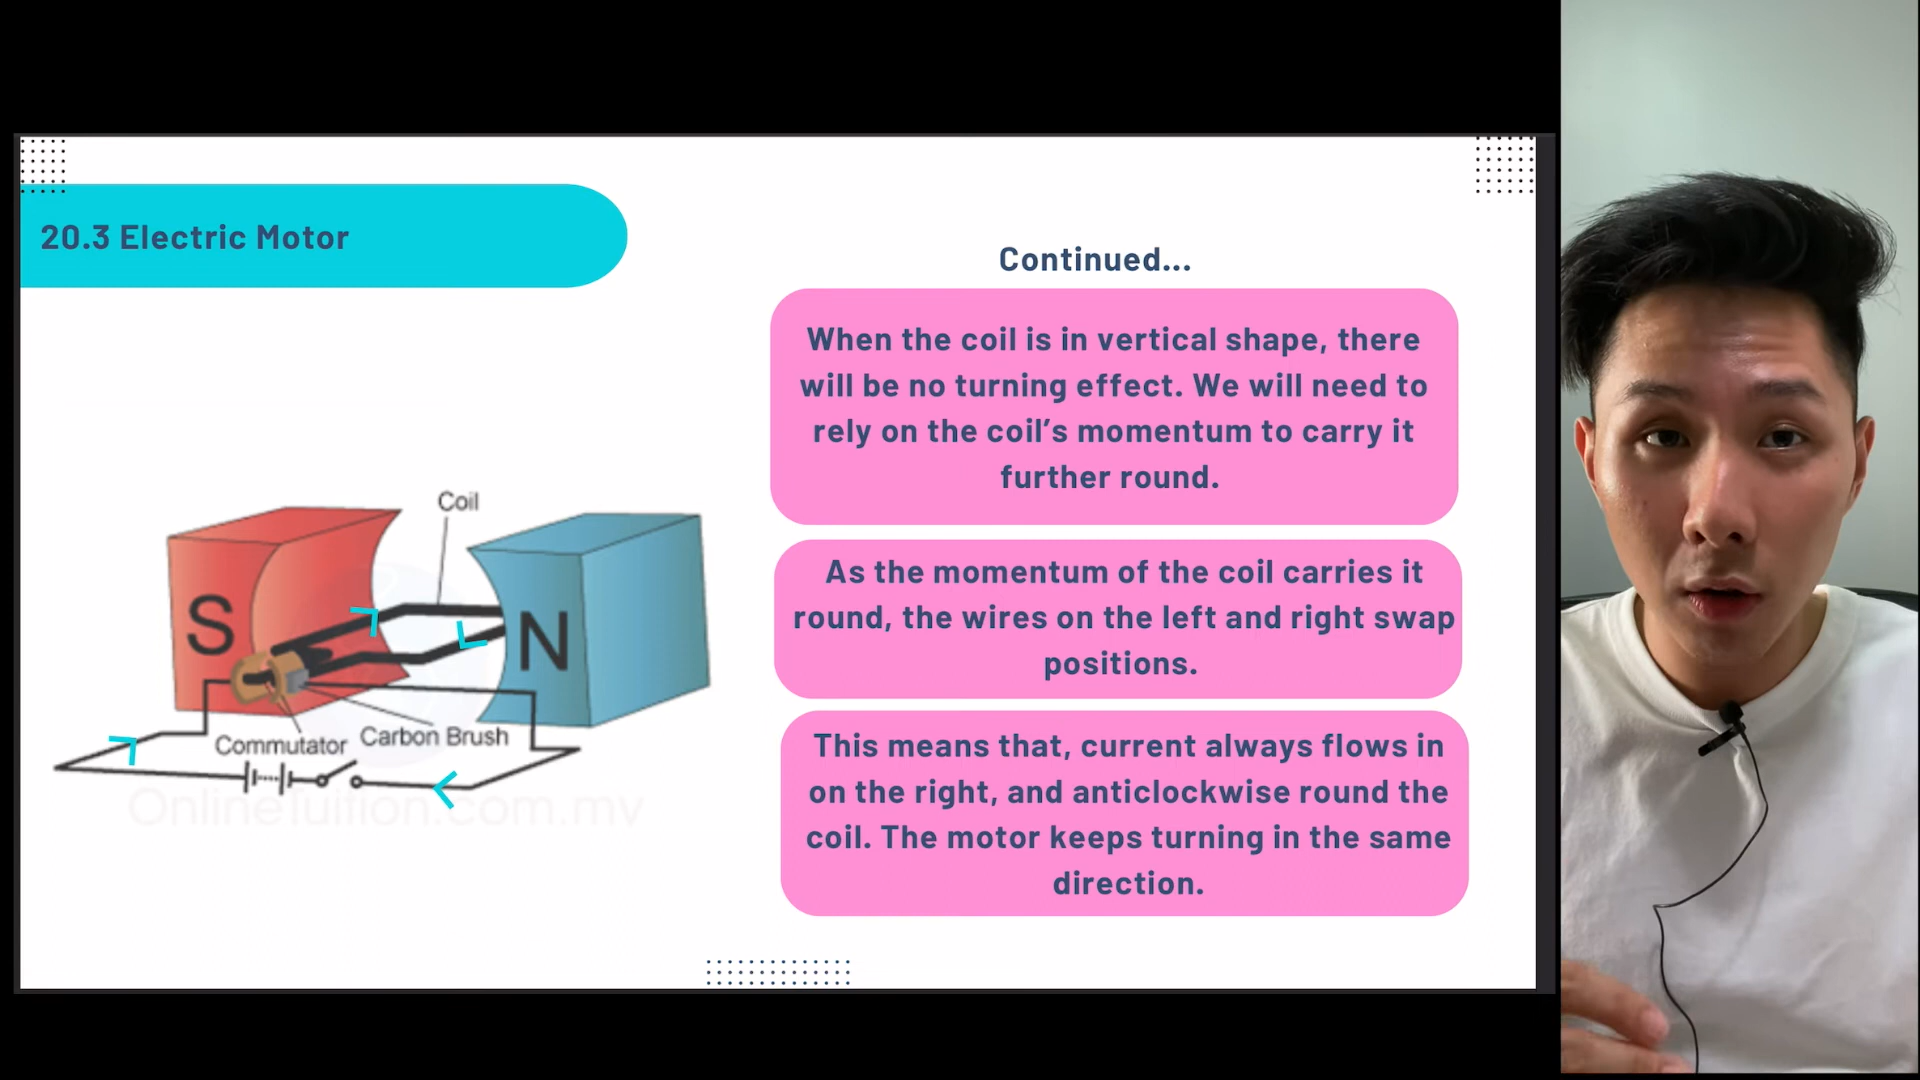 20.3 Electric Motor
Continued...
When the coil is in vertical shape, there
will be no turning effect. We will need to
rely on the coil’s momentum to carry it
further round.
As the momentum of the coil carries it
round, the wires on the left and right swap
positions.
This means that, current always flows in
on the right, and anticlockwise round the
coil. The motor keeps turning in the same
direction.
Coil
S
N
Commutator
Carbon Brush
OnlineTuition.com.my